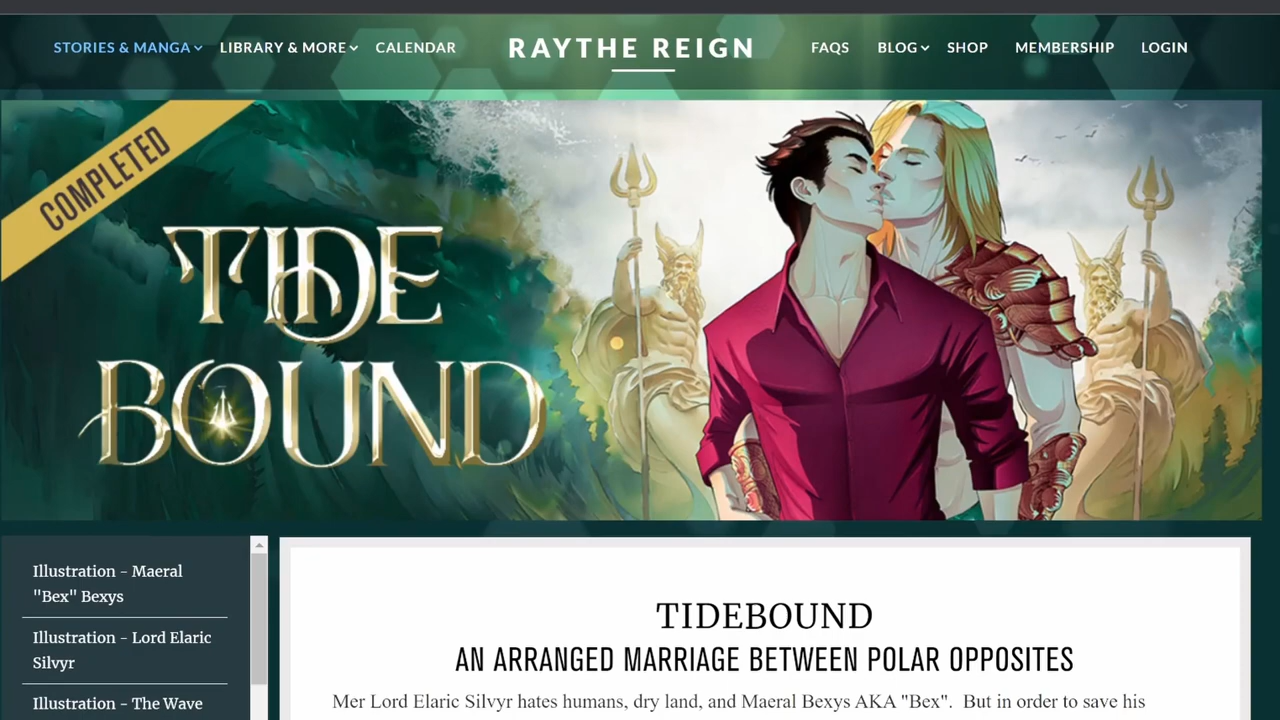 STORIES & MANGA LIBRARY & MORE CALENDAR RAYTHE REIGN FAQS BLOG SHOP MEMBERSHIP LOGIN
COMPLETED
TIDE
BOUND
Illustration - Maeral
"Bex" Bexys
Illustration - Lord Elaric
Silvyr
Illustration - The Wave
TIDEBOUND
AN ARRANGED MARRIAGE BETWEEN POLAR OPPOSITES
Mer Lord Elaric Silvyr hates humans, dry land, and Maeral Bexys AKA "Bex". But in order to save his